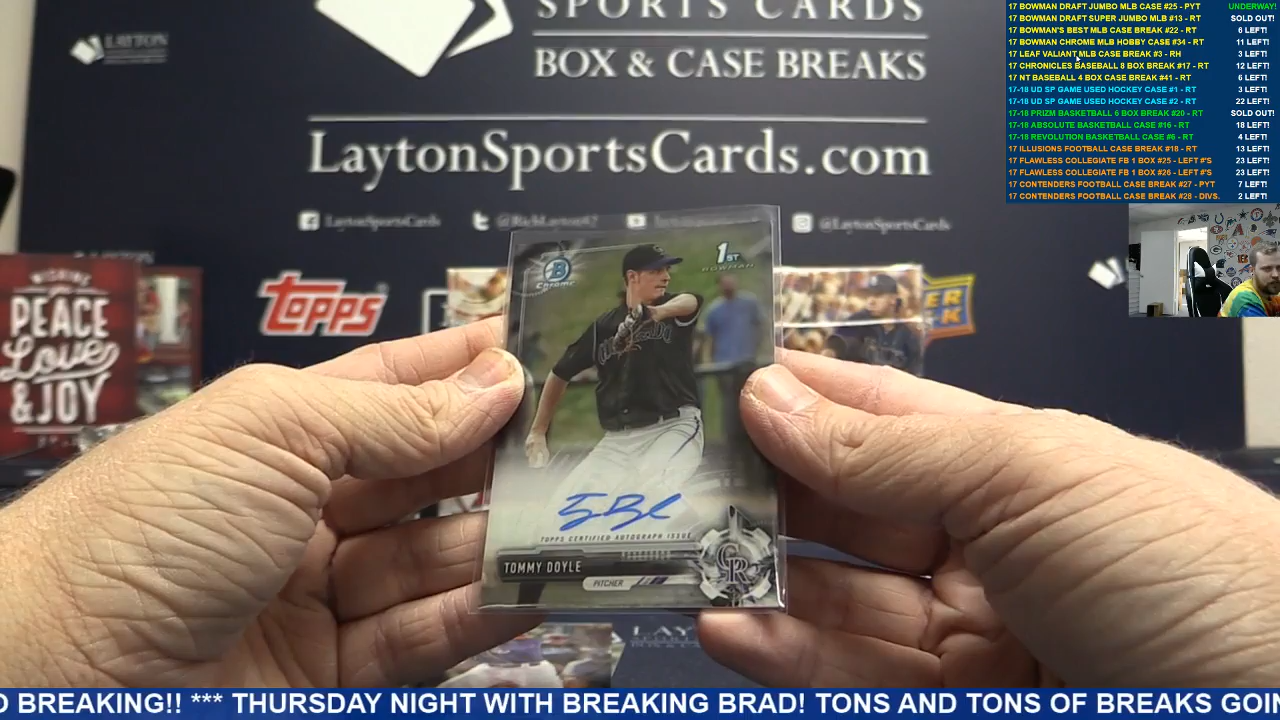 SPORTS CARDS
BOX & CASE BREAKS
LaytonSportsCards.com
LaytonSportsCards
@RichLayton62
LaytonSportsCards
@LaytonSportsCards
LAYTON
TOPPS
PEACE
Love
& JOY
B
Chrome
1ST
BOWMAN
TOPPS CERTIFIED AUTOGRAPH ISSUE
TOMMY DOYLE
PITCHER
CR
17 BOWMAN DRAFT JUMBO MLB CASE #25 - PYT UNDERWAY!
17 BOWMAN DRAFT SUPER JUMBO MLB #13 - RT SOLD OUT!
17 BOWMAN'S BEST MLB CASE BREAK #22 - RT 6 LEFT!
17 BOWMAN CHROME MLB HOBBY CASE #34 - RT 11 LEFT!
17 LEAF VALIANT MLB CASE BREAK #3 - RH 3 LEFT!
17 CHRONICLES BASEBALL 8 BOX BREAK #17 - RT 12 LEFT!
17 NT BASEBALL 4 BOX CASE BREAK #41 - RT 6 LEFT!
17-18 UD SP GAME USED HOCKEY CASE #1 - RT 3 LEFT!
17-18 UD SP GAME USED HOCKEY CASE #2 - RT 22 LEFT!
17-18 PRIZM BASKETBALL 6 BOX BREAK #20 - RT SOLD OUT!
17-18 ABSOLUTE BASKETBALL CASE #16 - RT 18 LEFT!
17-18 REVOLUTION BASKETBALL CASE #6 - RT 4 LEFT!
17 ILLUSIONS FOOTBALL CASE BREAK #18 - RT 13 LEFT!
17 FLAWLESS COLLEGIATE FB 1 BOX #25 - LEFT #'S 23 LEFT!
17 FLAWLESS COLLEGIATE FB 1 BOX #26 - LEFT #'S 23 LEFT!
17 CONTENDERS FOOTBALL CASE BREAK #27 - PYT 7 LEFT!
17 CONTENDERS FOOTBALL CASE BREAK #28 - DIVS. 2 LEFT!
D BREAKING!! *** THURSDAY NIGHT WITH BREAKING BRAD! TONS AND TONS OF BREAKS GOIN